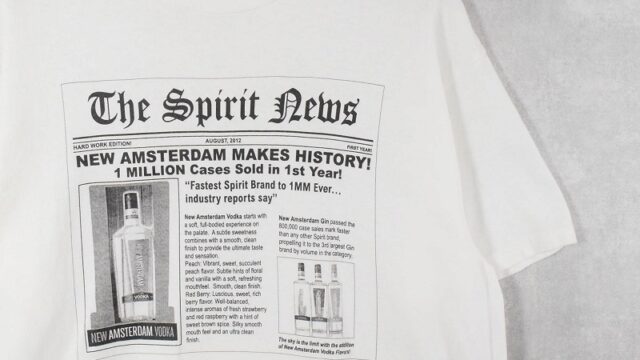 The Spirit News
HARD WORK EDITION! AUGUST, 2012 FIRST YEAR!
NEW AMSTERDAM MAKES HISTORY!
1 MILLION Cases Sold in 1st Year!
"Fastest Spirit Brand to 1MM Ever...
industry reports say"
New Amsterdam Vodka starts with
a soft, full-bodied experience on
the palate. A subtle sweetness
combines with a smooth, clean
finish to provide the ultimate taste
and sensation.
Peach: Vibrant, sweet, succulent
peach flavor. Subtle hints of floral
and vanilla with a soft, refreshing
mouthfeel. Smooth, clean finish.
Red Berry: Luscious, sweet, rich
berry flavor. Well-balanced,
intense aromas of fresh strawberry
and red raspberry with a hint of
sweet brown spice. Silky smooth
mouth feel and an ultra clean
finish.
New Amsterdam Gin passed the
800,000 case sales mark faster
than any other Spirit brand,
propelling it to the 3rd largest Gin
brand by volume in the category.
The sky is the limit with the addition
of New Amsterdam Vodka Flavors!
AMSTERDAM
VODKA
NEW AMSTERDAM VODKA